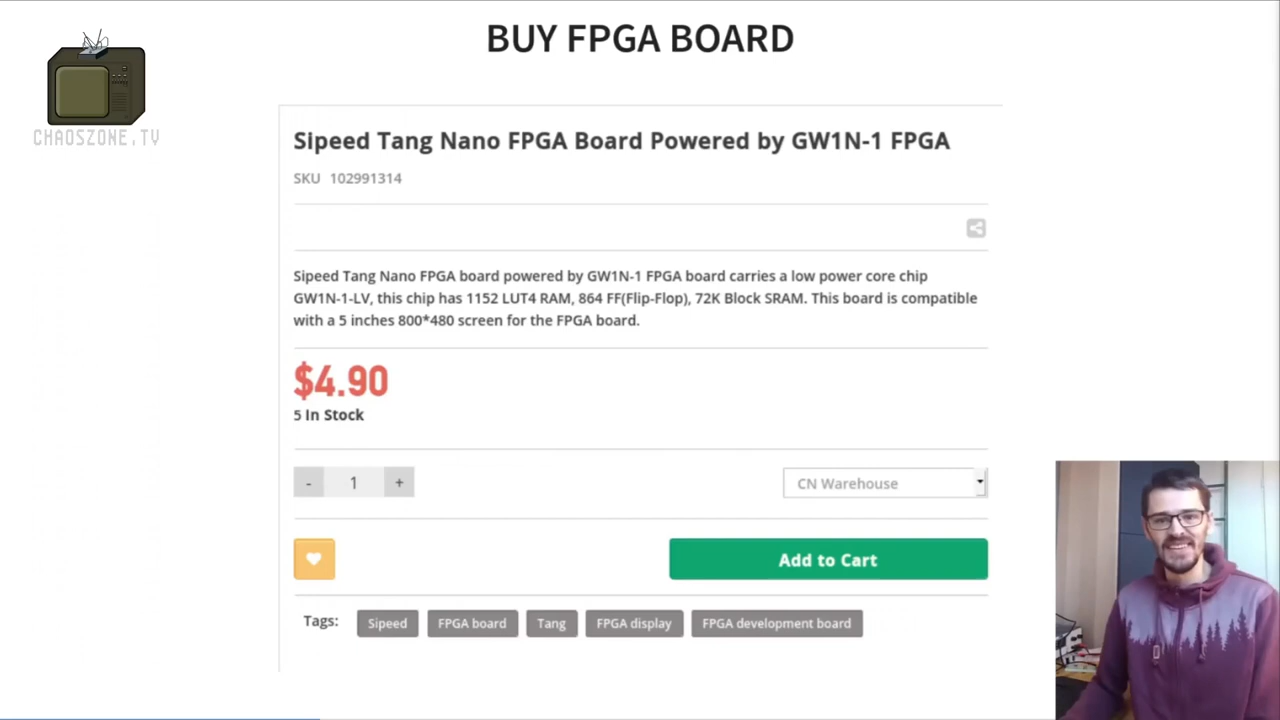 BUY FPGA BOARD
CHAOSZONE.TV
Sipeed Tang Nano FPGA Board Powered by GW1N-1 FPGA
SKU 102991314
Sipeed Tang Nano FPGA board powered by GW1N-1 FPGA board carries a low power core chip
GW1N-1-LV, this chip has 1152 LUT4 RAM, 864 FF(Flip-Flop), 72K Block SRAM. This board is compatible
with a 5 inches 800*480 screen for the FPGA board.
$4.90
5 In Stock
- 1 +
CN Warehouse
Add to Cart
Tags: Sipeed FPGA board Tang FPGA display FPGA development board